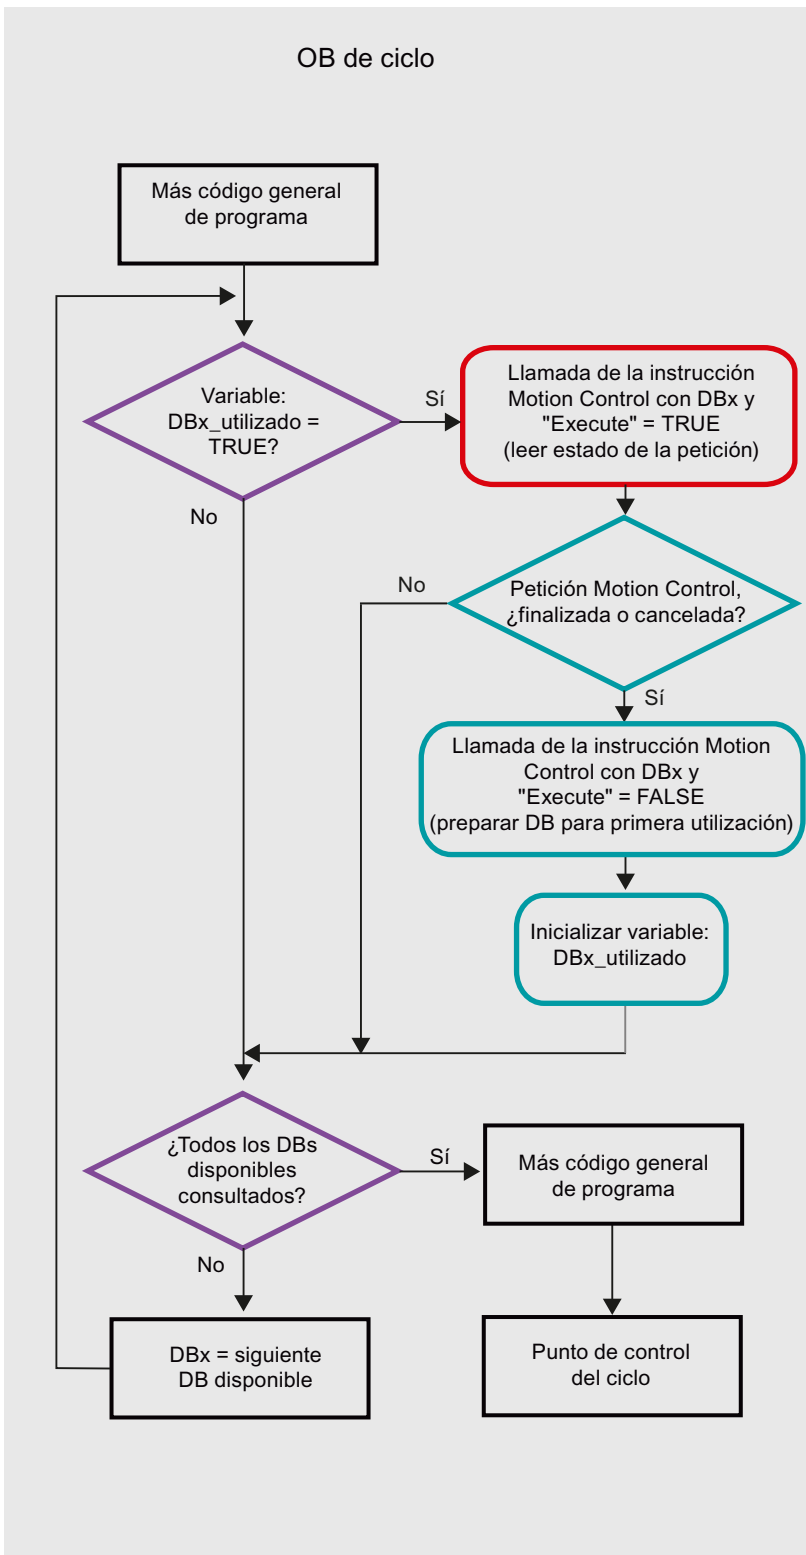 OB de ciclo
Más código general
de programa
Variable:
DBx_utilizado =
TRUE?
Sí
Llamada de la instrucción
Motion Control con DBx y
"Execute" = TRUE
(leer estado de la petición)
No
No
Petición Motion Control,
¿finalizada o cancelada?
Sí
Llamada de la instrucción Motion
Control con DBx y
"Execute" = FALSE
(preparar DB para primera utilización)
Inicializar variable:
DBx_utilizado
¿Todos los DBs
disponibles
consultados?
Sí
Más código general
de programa
No
DBx = siguiente
DB disponible
Punto de control
del ciclo